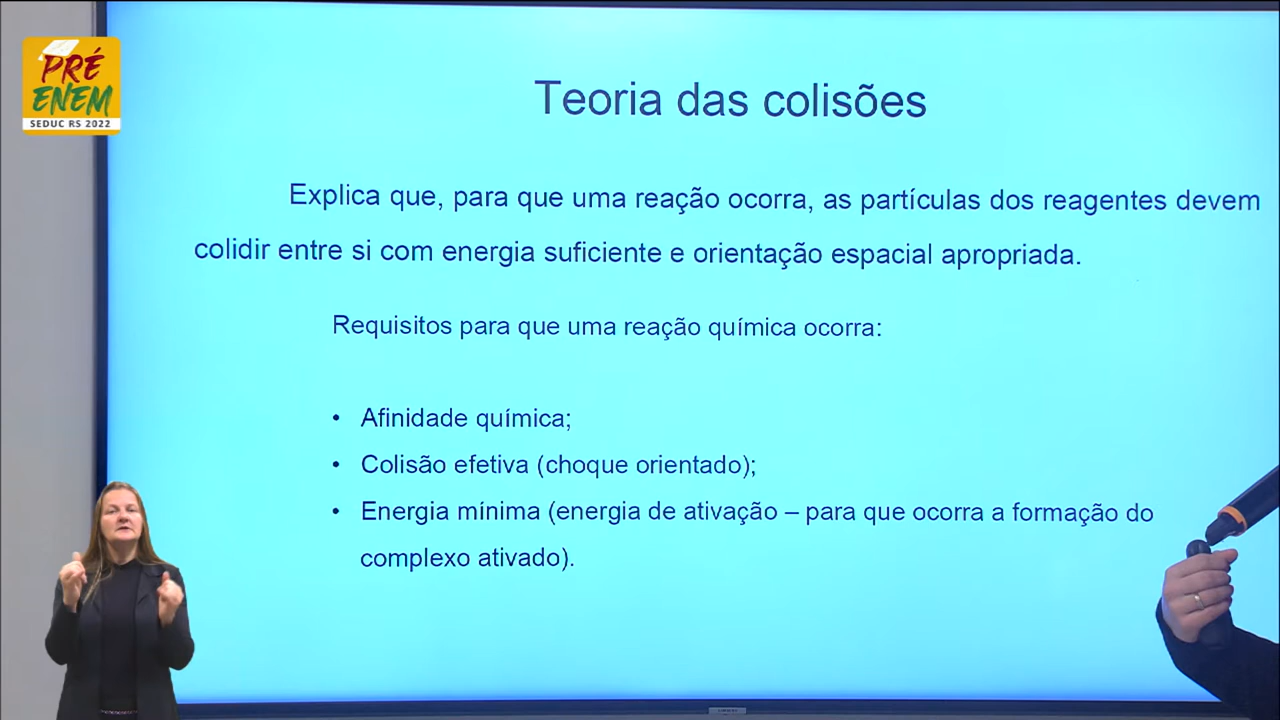 PRÉ
ENEM
SEDUC RS 2022
Teoria das colisões
Explica que, para que uma reação ocorra, as partículas dos reagentes devem
colidir entre si com energia suficiente e orientação espacial apropriada.
Requisitos para que uma reação química ocorra:
• Afinidade química;
• Colisão efetiva (choque orientado);
• Energia mínima (energia de ativação – para que ocorra a formação do
complexo ativado).